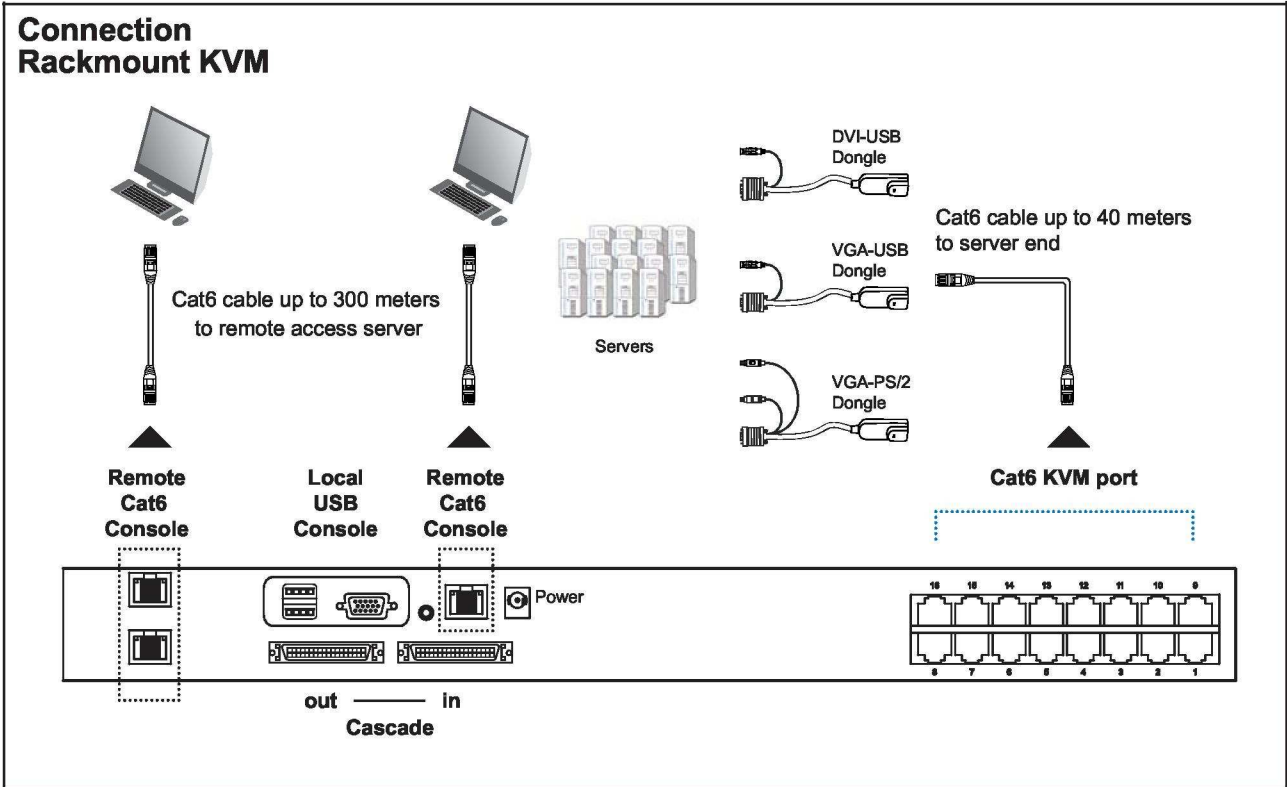 Connection
Rackmount KVM
DVI-USB
Dongle
Cat6 cable up to 40 meters
to server end
VGA-USB
Dongle
Cat6 cable up to 300 meters
to remote access server
Servers
VGA-PS/2
Dongle
Remote
Cat6
Console
Local
USB
Console
Remote
Cat6
Console
Cat6 KVM port
Power
16 15 14 13 12 11 10 9
8 7 6 5 4 3 2 1
out in
Cascade